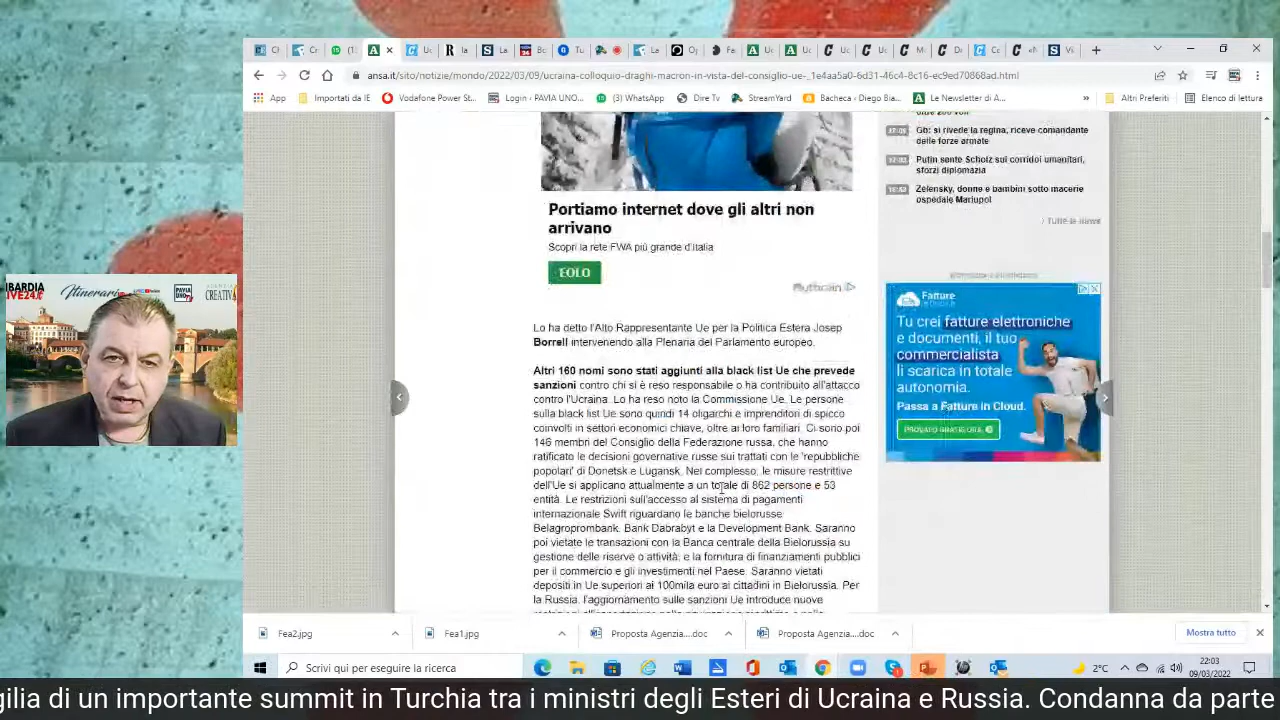 ansa.it/sito/notizie/mondo/2022/03/09/ucraina-colloquio-draghi-macron-in-vista-del-consiglio-ue-_1e4aa5a0-6d31-46c4-8c16-ec9ed70868ad.html
App
Importati da IE
Vodafone Power St...
Login › PAVIA UNO...
(3) WhatsApp
Dire Tv
StreamYard
Bacheca » Diego Bia...
Le Newsletter di A...
»
Altri Preferiti
Elenco di lettura
Gb: si rivede la regina, riceve comandante
delle forze armate
Putin sente Scholz sui corridoi umanitari,
sforzi diplomazia
Zelensky, donne e bambini sotto macerie
ospedale Mariupol
› Tutte le news
Portiamo internet dove gli altri non
arrivano
Scopri la rete FWA più grande d'Italia
EOLO
Lo ha detto l'Alto Rappresentante Ue per la Politica Estera Josep
Borrell intervenendo alla Plenaria del Parlamento europeo.
Altri 160 nomi sono stati aggiunti alla black list Ue che prevede
sanzioni contro chi si è reso responsabile o ha contribuito all'attacco
contro l'Ucraina. Lo ha reso noto la Commissione Ue. Le persone
sulla black list Ue sono quindi 14 oligarchi e imprenditori di spicco
coinvolti in settori economici chiave, oltre ai loro familiari. Ci sono poi
146 membri del Consiglio della Federazione russa, che hanno
ratificato le decisioni governative russe sui trattati con le 'repubbliche
popolari' di Donetsk e Lugansk. Nel complesso, le misure restrittive
dell'Ue si applicano attualmente a un totale di 862 persone e 53
entità. Le restrizioni sull'accesso al sistema di pagamenti
internazionale Swift riguardano le banche bielorusse
Belagroprombank, Bank Dabrabyt e la Development Bank. Saranno
poi vietate le transazioni con la Banca centrale della Bielorussia su
gestione delle riserve o attività, e la fornitura di finanziamenti pubblici
per il commercio e gli investimenti nel Paese. Saranno vietati
depositi in Ue superiori ai 100mila euro ai cittadini in Bielorussia. Per
la Russia, l'aggiornamento sulle sanzioni Ue introduce nuove
Fatture
Tu crei fatture elettroniche
e documenti, il tuo
commercialista
li scarica in totale
autonomia.
Passa a Fatture in Cloud.
PROVALO GRATIS ORA
Itinerari
PAVIA
UNO
CREATIV
Fea2.jpg
Fea1.jpg
Proposta Agenzia....doc
Proposta Agenzia....doc
Mostra tutto
Scrivi qui per eseguire la ricerca
2°C
22:03
09/03/2022
gilia di un importante summit in Turchia tra i ministri degli Esteri di Ucraina e Russia. Condanna da parte